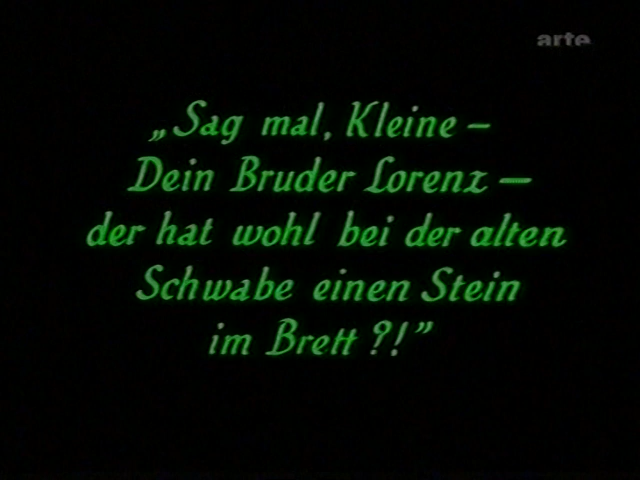 arte
„Sag mal, Kleine –
Dein Bruder Lorenz –
der hat wohl bei der alten
Schwabe einen Stein
im Brett ?!”